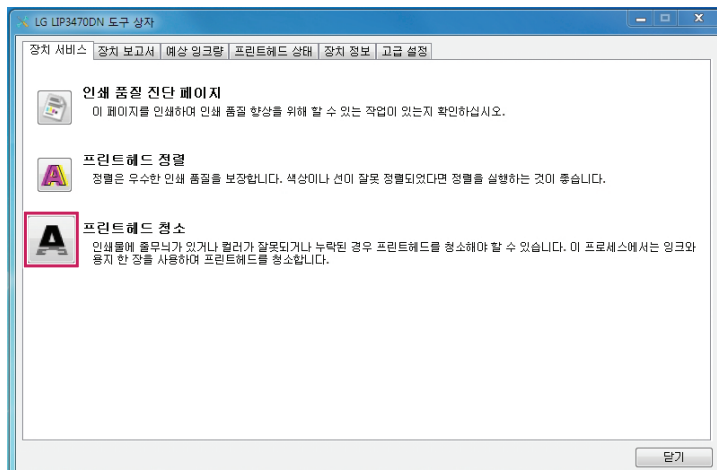 LG LIP3470DN 도구 상자
장치 서비스 장치 보고서 예상 잉크량 프린트헤드 상태 장치 정보 고급 설정
인쇄 품질 진단 페이지
이 페이지를 인쇄하여 인쇄 품질 향상을 위해 할 수 있는 작업이 있는지 확인하십시오.
프린트헤드 정렬
정렬은 우수한 인쇄 품질을 보장합니다. 색상이나 선이 잘못 정렬되었다면 정렬을 실행하는 것이 좋습니다.
프린트헤드 청소
인쇄물에 줄무늬가 있거나 컬러가 잘못되거나 누락된 경우 프린트헤드를 청소해야 할 수 있습니다. 이 프로세스에서는 잉크와
용지 한 장을 사용하여 프린트헤드를 청소합니다.
닫기